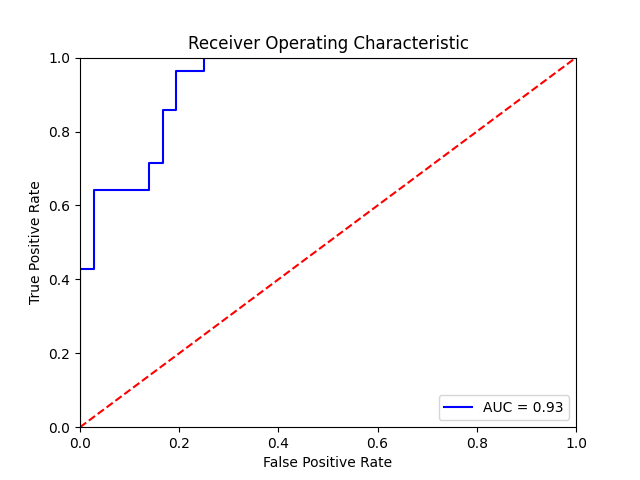 Receiver Operating Characteristic
1.0
0.8
0.6
0.4
0.2
0.0
True Positive Rate
AUC = 0.93
0.0 0.2 0.4 0.6 0.8 1.0
False Positive Rate